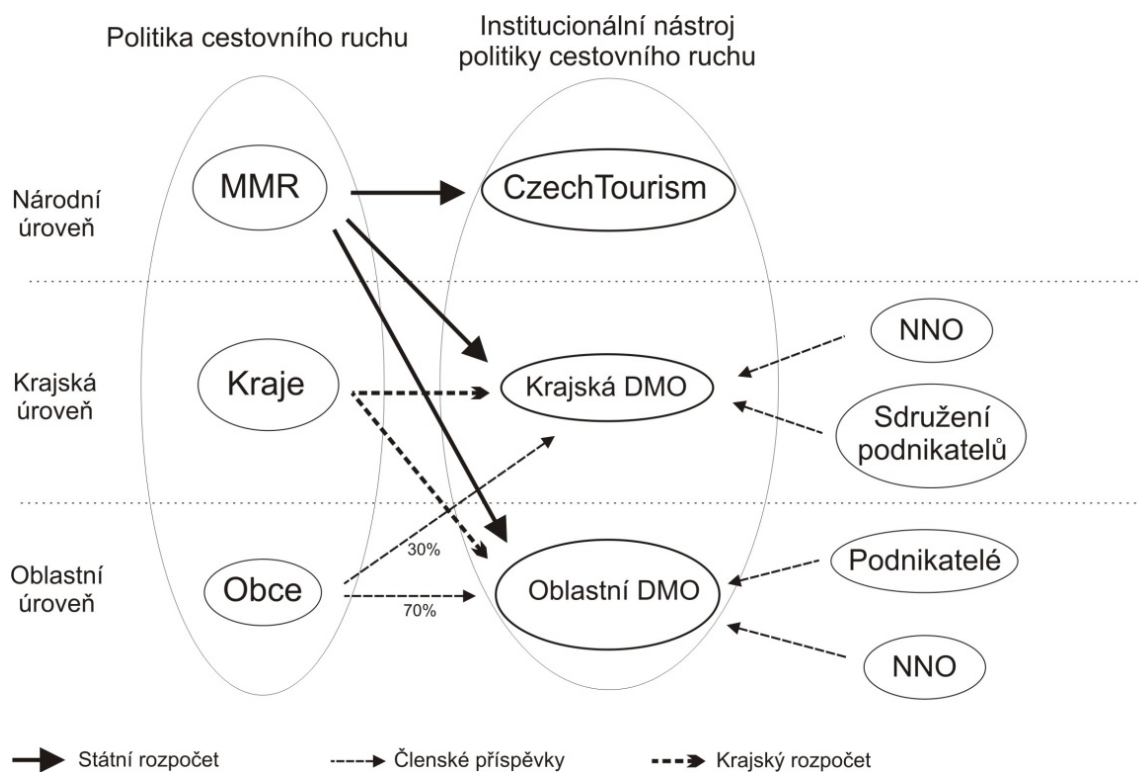 Politika cestovního ruchu
Institucionální nástroj
politiky cestovního ruchu
Národní
úroveň
MMR
CzechTourism
Krajská
úroveň
Kraje
Krajská DMO
NNO
Sdružení
podnikatelů
Oblastní
úroveň
Obce
30%
70%
Oblastní DMO
Podnikatelé
NNO
Státní rozpočet
Členské příspěvky
Krajský rozpočet